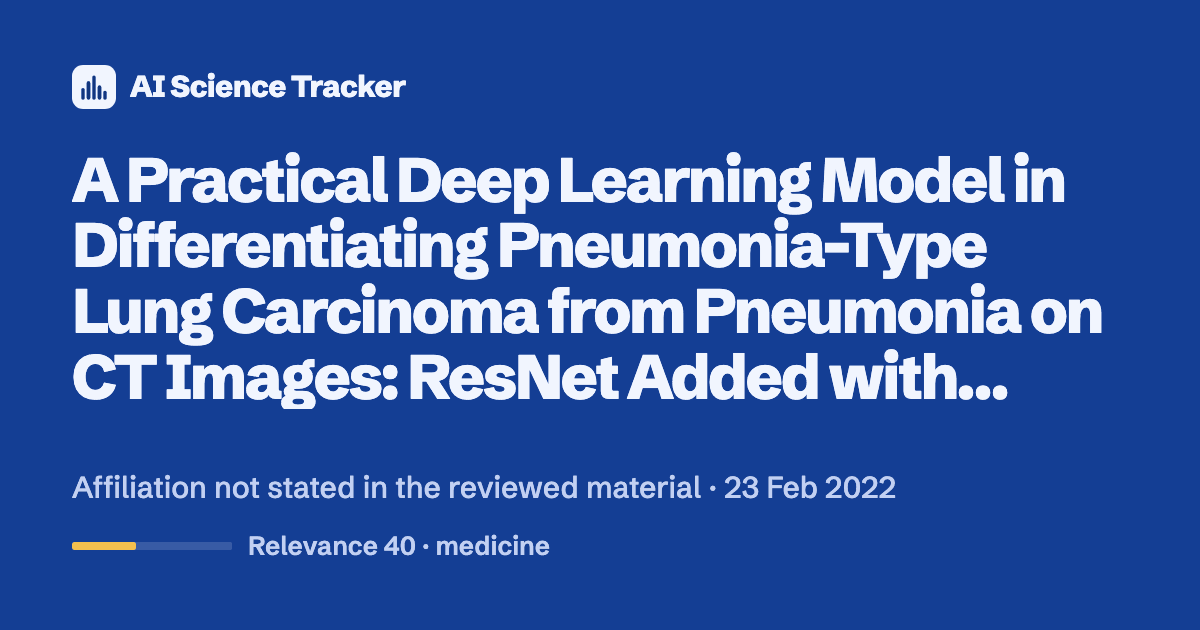 AI Science Tracker
A Practical Deep Learning Model in
Differentiating Pneumonia-Type
Lung Carcinoma from Pneumonia on
CT Images: ResNet Added with...
Affiliation not stated in the reviewed material · 23 Feb 2022
Relevance 40 · medicine